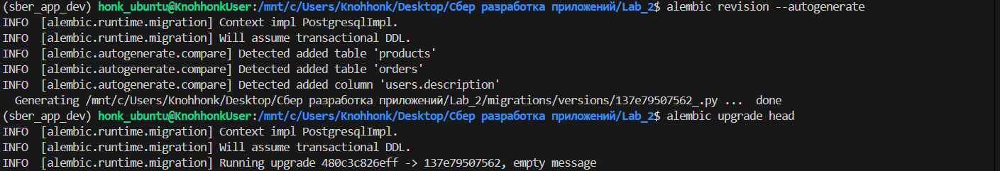 (sber_app_dev) honk_ubuntu@KnohhonkUser:/mnt/c/Users/Knohhonk/Desktop/Сбер разработка приложений/Lab_2$ alembic revision --autogenerate
INFO  [alembic.runtime.migration] Context impl PostgresqlImpl.
INFO  [alembic.runtime.migration] Will assume transactional DDL.
INFO  [alembic.autogenerate.compare] Detected added table 'products'
INFO  [alembic.autogenerate.compare] Detected added table 'orders'
INFO  [alembic.autogenerate.compare] Detected added column 'users.description'
  Generating /mnt/c/Users/Knohhonk/Desktop/Сбер разработка приложений/Lab_2/migrations/versions/137e79507562_.py ...  done
(sber_app_dev) honk_ubuntu@KnohhonkUser:/mnt/c/Users/Knohhonk/Desktop/Сбер разработка приложений/Lab_2$ alembic upgrade head
INFO  [alembic.runtime.migration] Context impl PostgresqlImpl.
INFO  [alembic.runtime.migration] Will assume transactional DDL.
INFO  [alembic.runtime.migration] Running upgrade 480c3c826eff -> 137e79507562, empty message